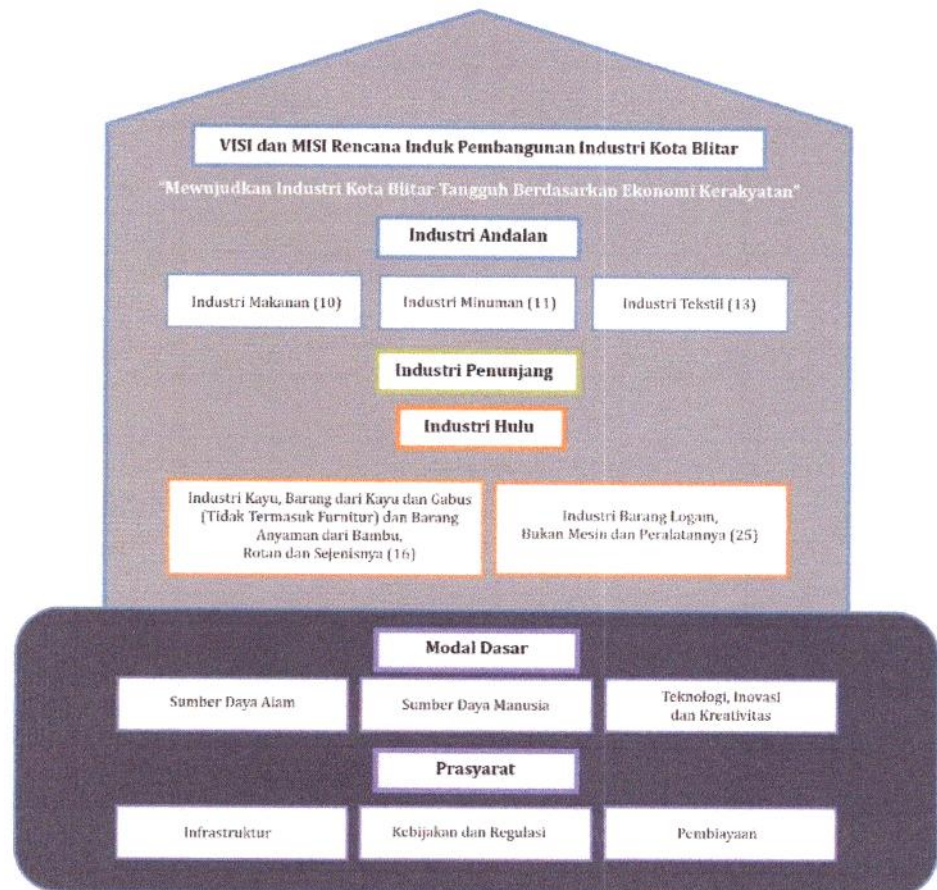 VISI dan MISI Rencana Induk Pembangunan Industri Kota Blitar
"Mewujudkan Industri Kota Blitar Tangguh Berdasarkan Ekonomi Kerakyatan"
Industri Andalan
Industri Makanan (10)
Industri Minuman (11)
Industri Tekstil (13)
Industri Penunjang
Industri Hulu
Industri Kayu, Barang dari Kayu dan Gabus
(Tidak Termasuk Furnitur) dan Barang
Anyaman dari Bambu,
Rotan dan Sejenisnya (16)
Industri Barang Logam,
Bukan Mesin dan Peralatannya (25)
Modal Dasar
Sumber Daya Alam
Sumber Daya Manusia
Teknologi, Inovasi
dan Kreativitas
Prasyarat
Infrastruktur
Kebijakan dan Regulasi
Pembiayaan